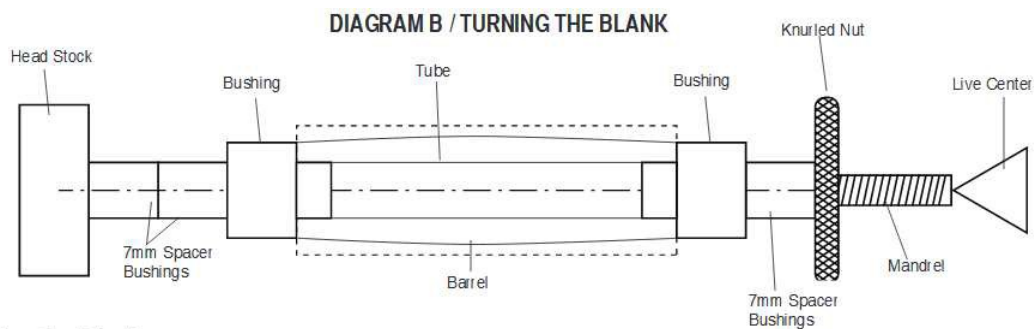 DIAGRAM B / TURNING THE BLANK
Head Stock
Bushing
Tube
Bushing
Knurled Nut
Live Center
7mm Spacer
Bushings
Barrel
7mm Spacer
Bushings
Mandrel